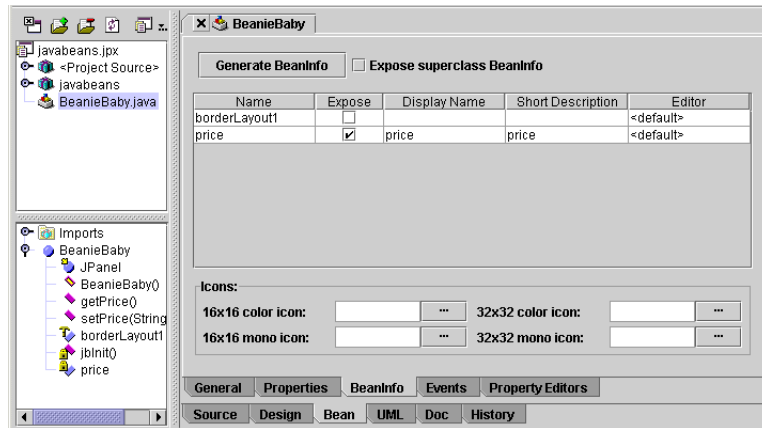 BeanieBaby
javabeans.jpx
<Project Source>
javabeans
BeanieBaby.java
Generate BeanInfo Expose superclass BeanInfo
Name Expose Display Name Short Description Editor
borderLayout1 <default>
price price price <default>
Imports
BeanieBaby
JPanel
BeanieBaby()
getPrice()
setPrice(String
borderLayout1
jbInit()
price
Icons:
16x16 color icon: ... 32x32 color icon: ...
16x16 mono icon: ... 32x32 mono icon: ...
General Properties BeanInfo Events Property Editors
Source Design Bean UML Doc History